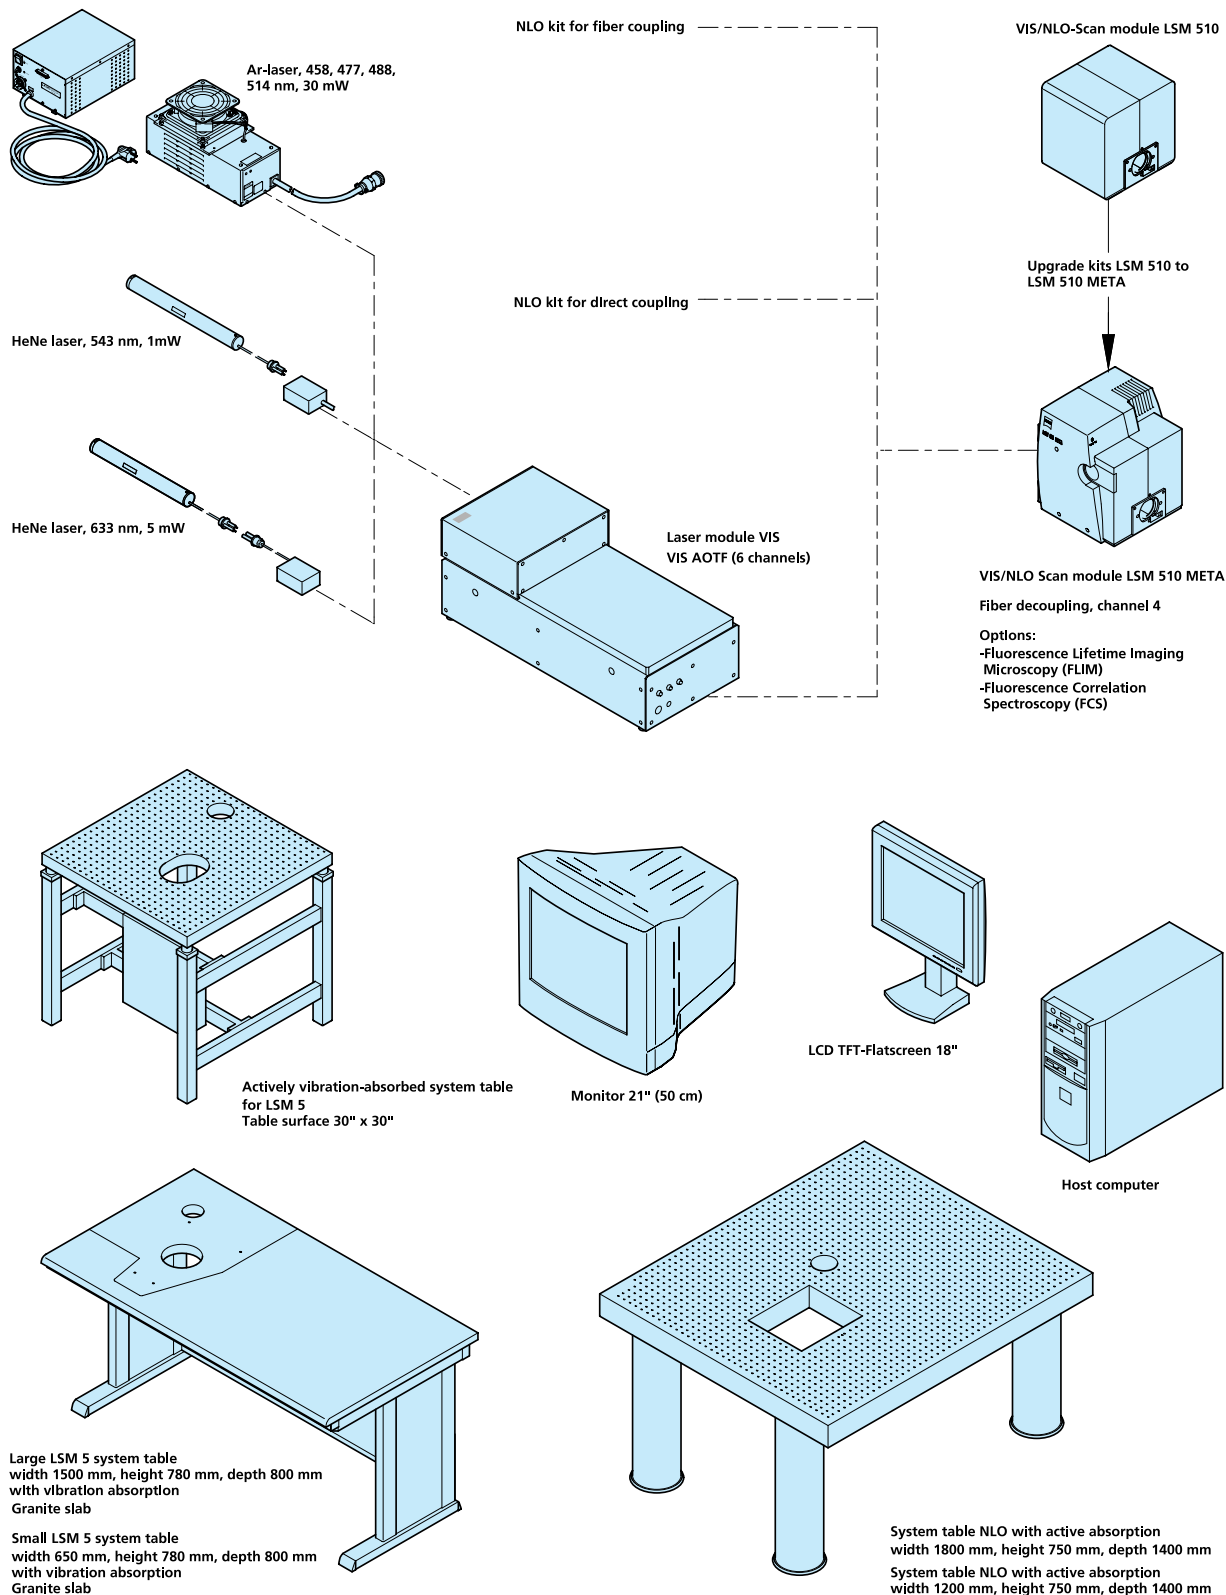 NLO kit for fiber coupling
VIS/NLO-Scan module LSM 510
Ar-laser, 458, 477, 488,
514 nm, 30 mW
Upgrade kits LSM 510 to
LSM 510 META
NLO kit for direct coupling
HeNe laser, 543 nm, 1mW
HeNe laser, 633 nm, 5 mW
Laser module VIS
VIS AOTF (6 channels)
VIS/NLO Scan module LSM 510 META
Fiber decoupling, channel 4
Options:
-Fluorescence Lifetime Imaging
Microscopy (FLIM)
-Fluorescence Correlation
Spectroscopy (FCS)
Actively vibration-absorbed system table
for LSM 5
Table surface 30" x 30"
Monitor 21" (50 cm)
LCD TFT-Flatscreen 18"
Host computer
Large LSM 5 system table
width 1500 mm, height 780 mm, depth 800 mm
with vibration absorption
Granite slab
Small LSM 5 system table
width 650 mm, height 780 mm, depth 800 mm
with vibration absorption
Granite slab
System table NLO with active absorption
width 1800 mm, height 750 mm, depth 1400 mm
System table NLO with active absorption
width 1200 mm, height 750 mm, depth 1400 mm